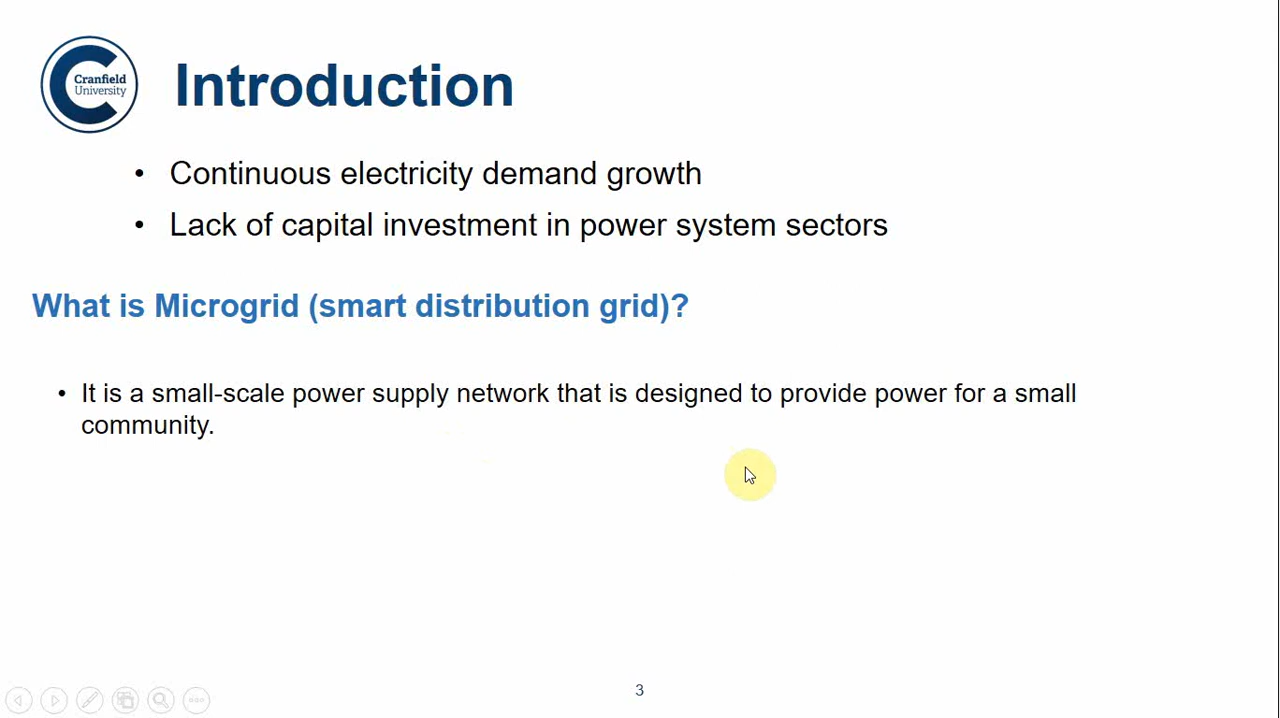 Cranfield
University
Introduction
• Continuous electricity demand growth
• Lack of capital investment in power system sectors
What is Microgrid (smart distribution grid)?
• It is a small-scale power supply network that is designed to provide power for a small
community.
3